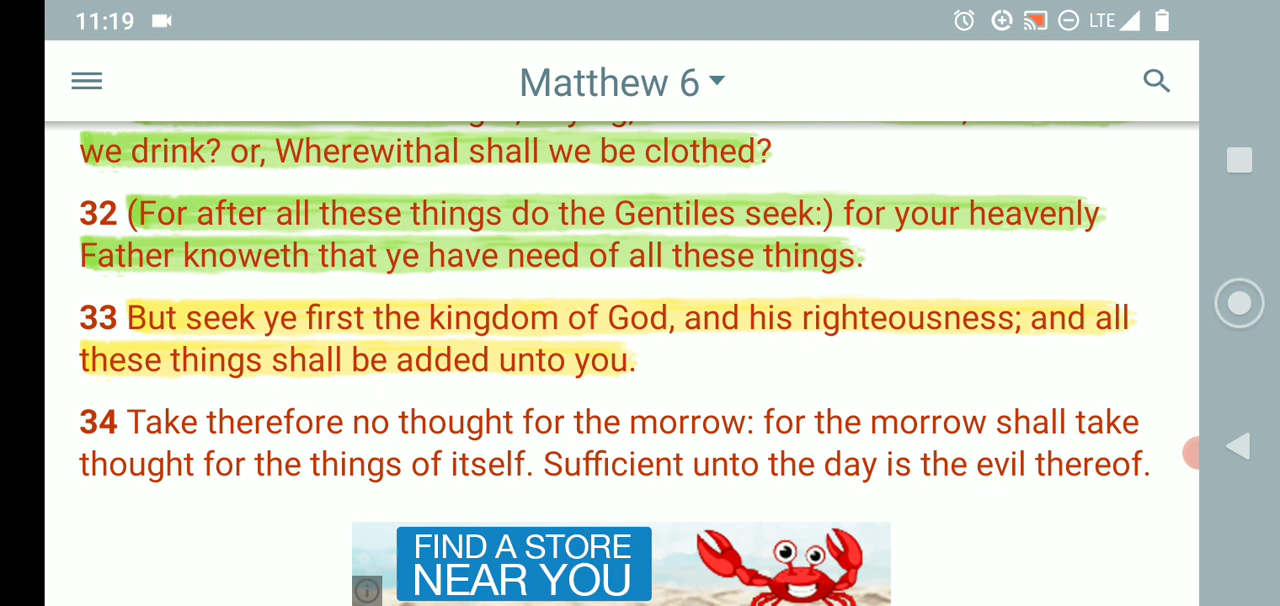 11:19 LTE
Matthew 6
we drink? or, Wherewithal shall we be clothed?
32 (For after all these things do the Gentiles seek:) for your heavenly
Father knoweth that ye have need of all these things.
33 But seek ye first the kingdom of God, and his righteousness; and all
these things shall be added unto you.
34 Take therefore no thought for the morrow: for the morrow shall take
thought for the things of itself. Sufficient unto the day is the evil thereof.
FIND A STORE
NEAR YOU